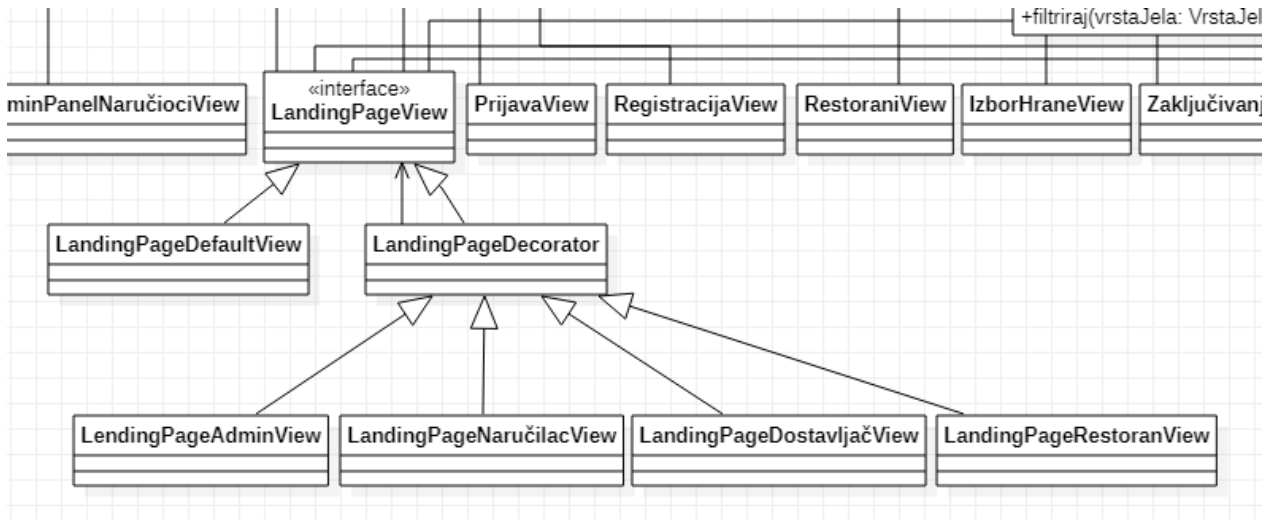 +filtriraj(vrstaJela: VrstaJel
minPanelNaručiociView
«interface»
LandingPageView
PrijavaView
RegistracijaView
RestoraniView
IzborHraneView
Zaključivanj
LandingPageDefaultView
LandingPageDecorator
LendingPageAdminView
LandingPageNaručilacView
LandingPageDostavljačView
LandingPageRestoranView